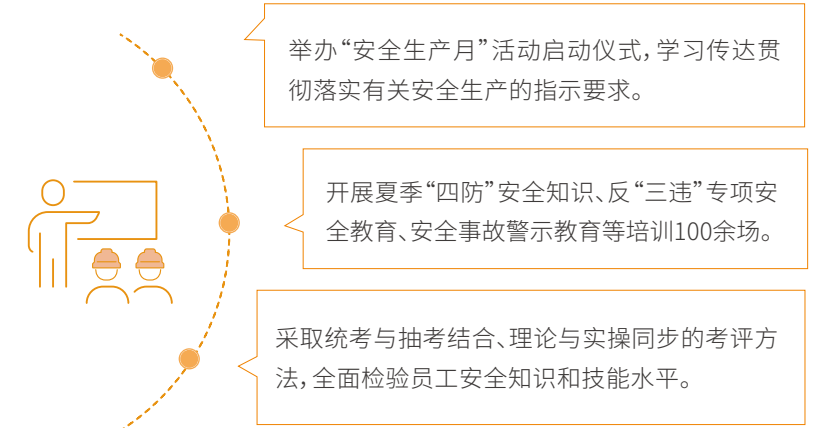 举办“安全生产月”活动启动仪式，学习传达贯
彻落实有关安全生产的指示要求。
开展夏季“四防”安全知识、反“三违”专项安
全教育、安全事故警示教育等培训100余场。
采取统考与抽考结合、理论与实操同步的考评方
法，全面检验员工安全知识和技能水平。